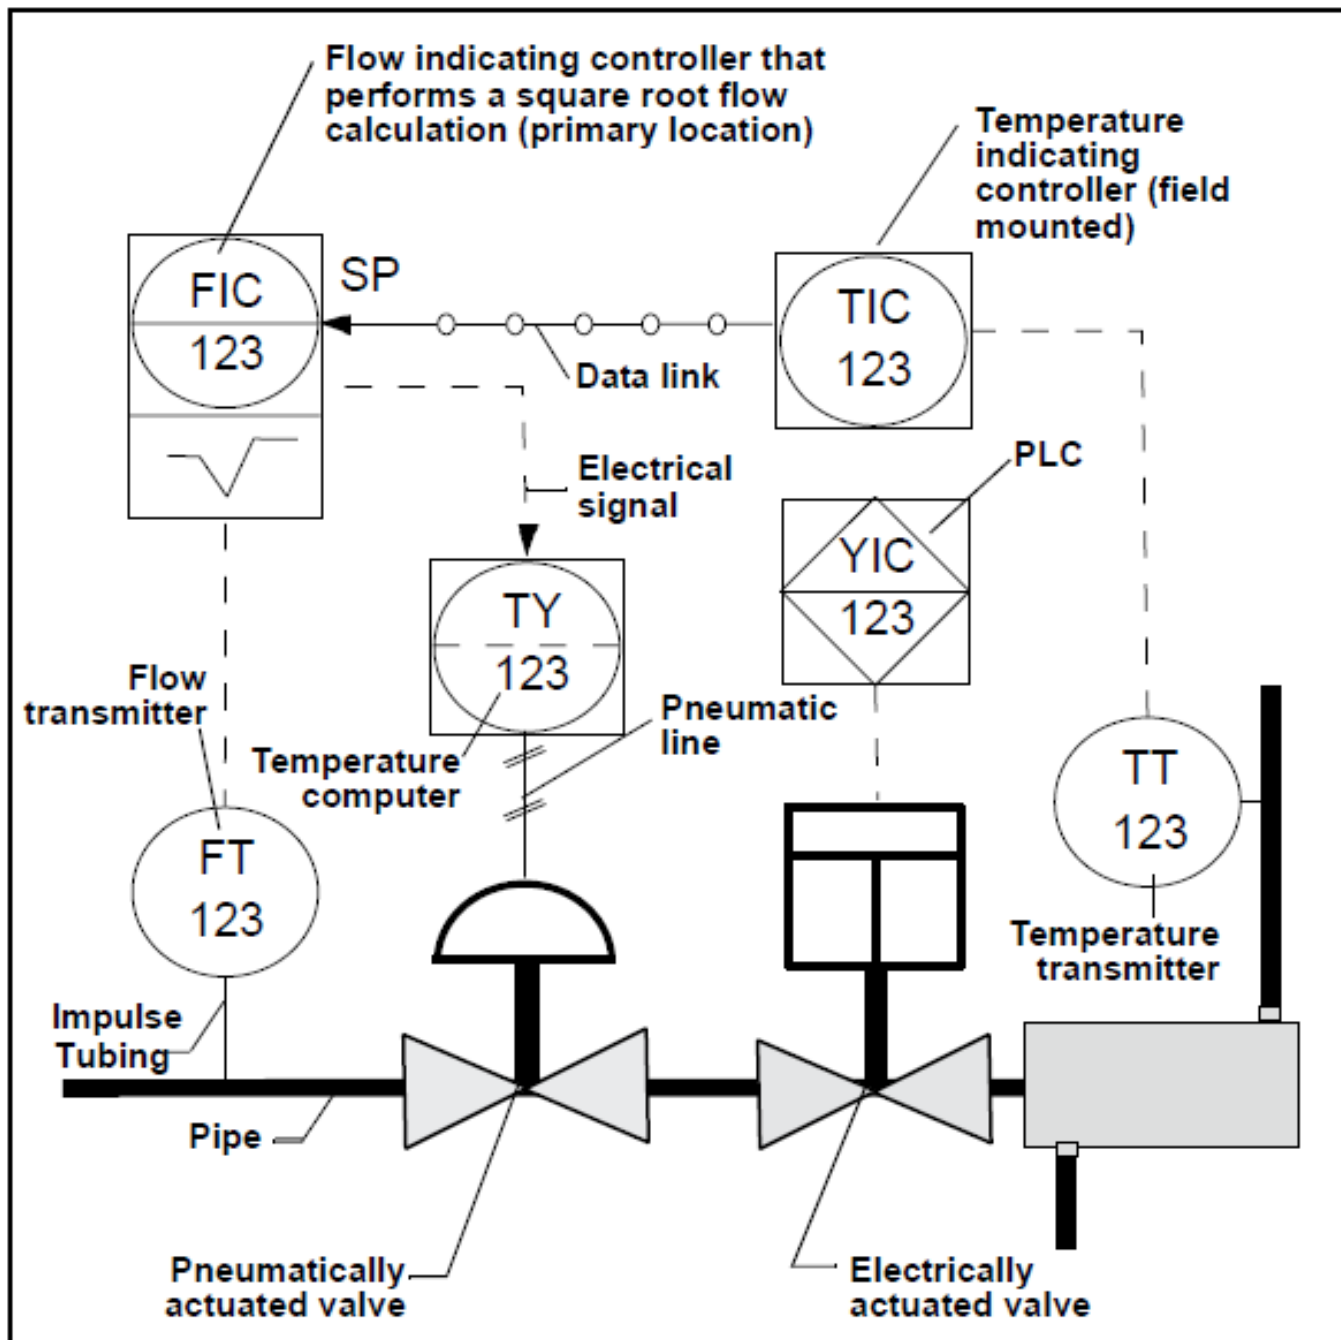 Flow indicating controller that
performs a square root flow
calculation (primary location)
Temperature
indicating
controller (field
mounted)
FIC
123
SP
TIC
123
Data link
PLC
Electrical
signal
YIC
123
TY
123
Flow
transmitter
Pneumatic
line
Temperature
computer
TT
123
FT
123
Temperature
transmitter
Impulse
Tubing
Pipe
Pneumatically
actuated valve
Electrically
actuated valve